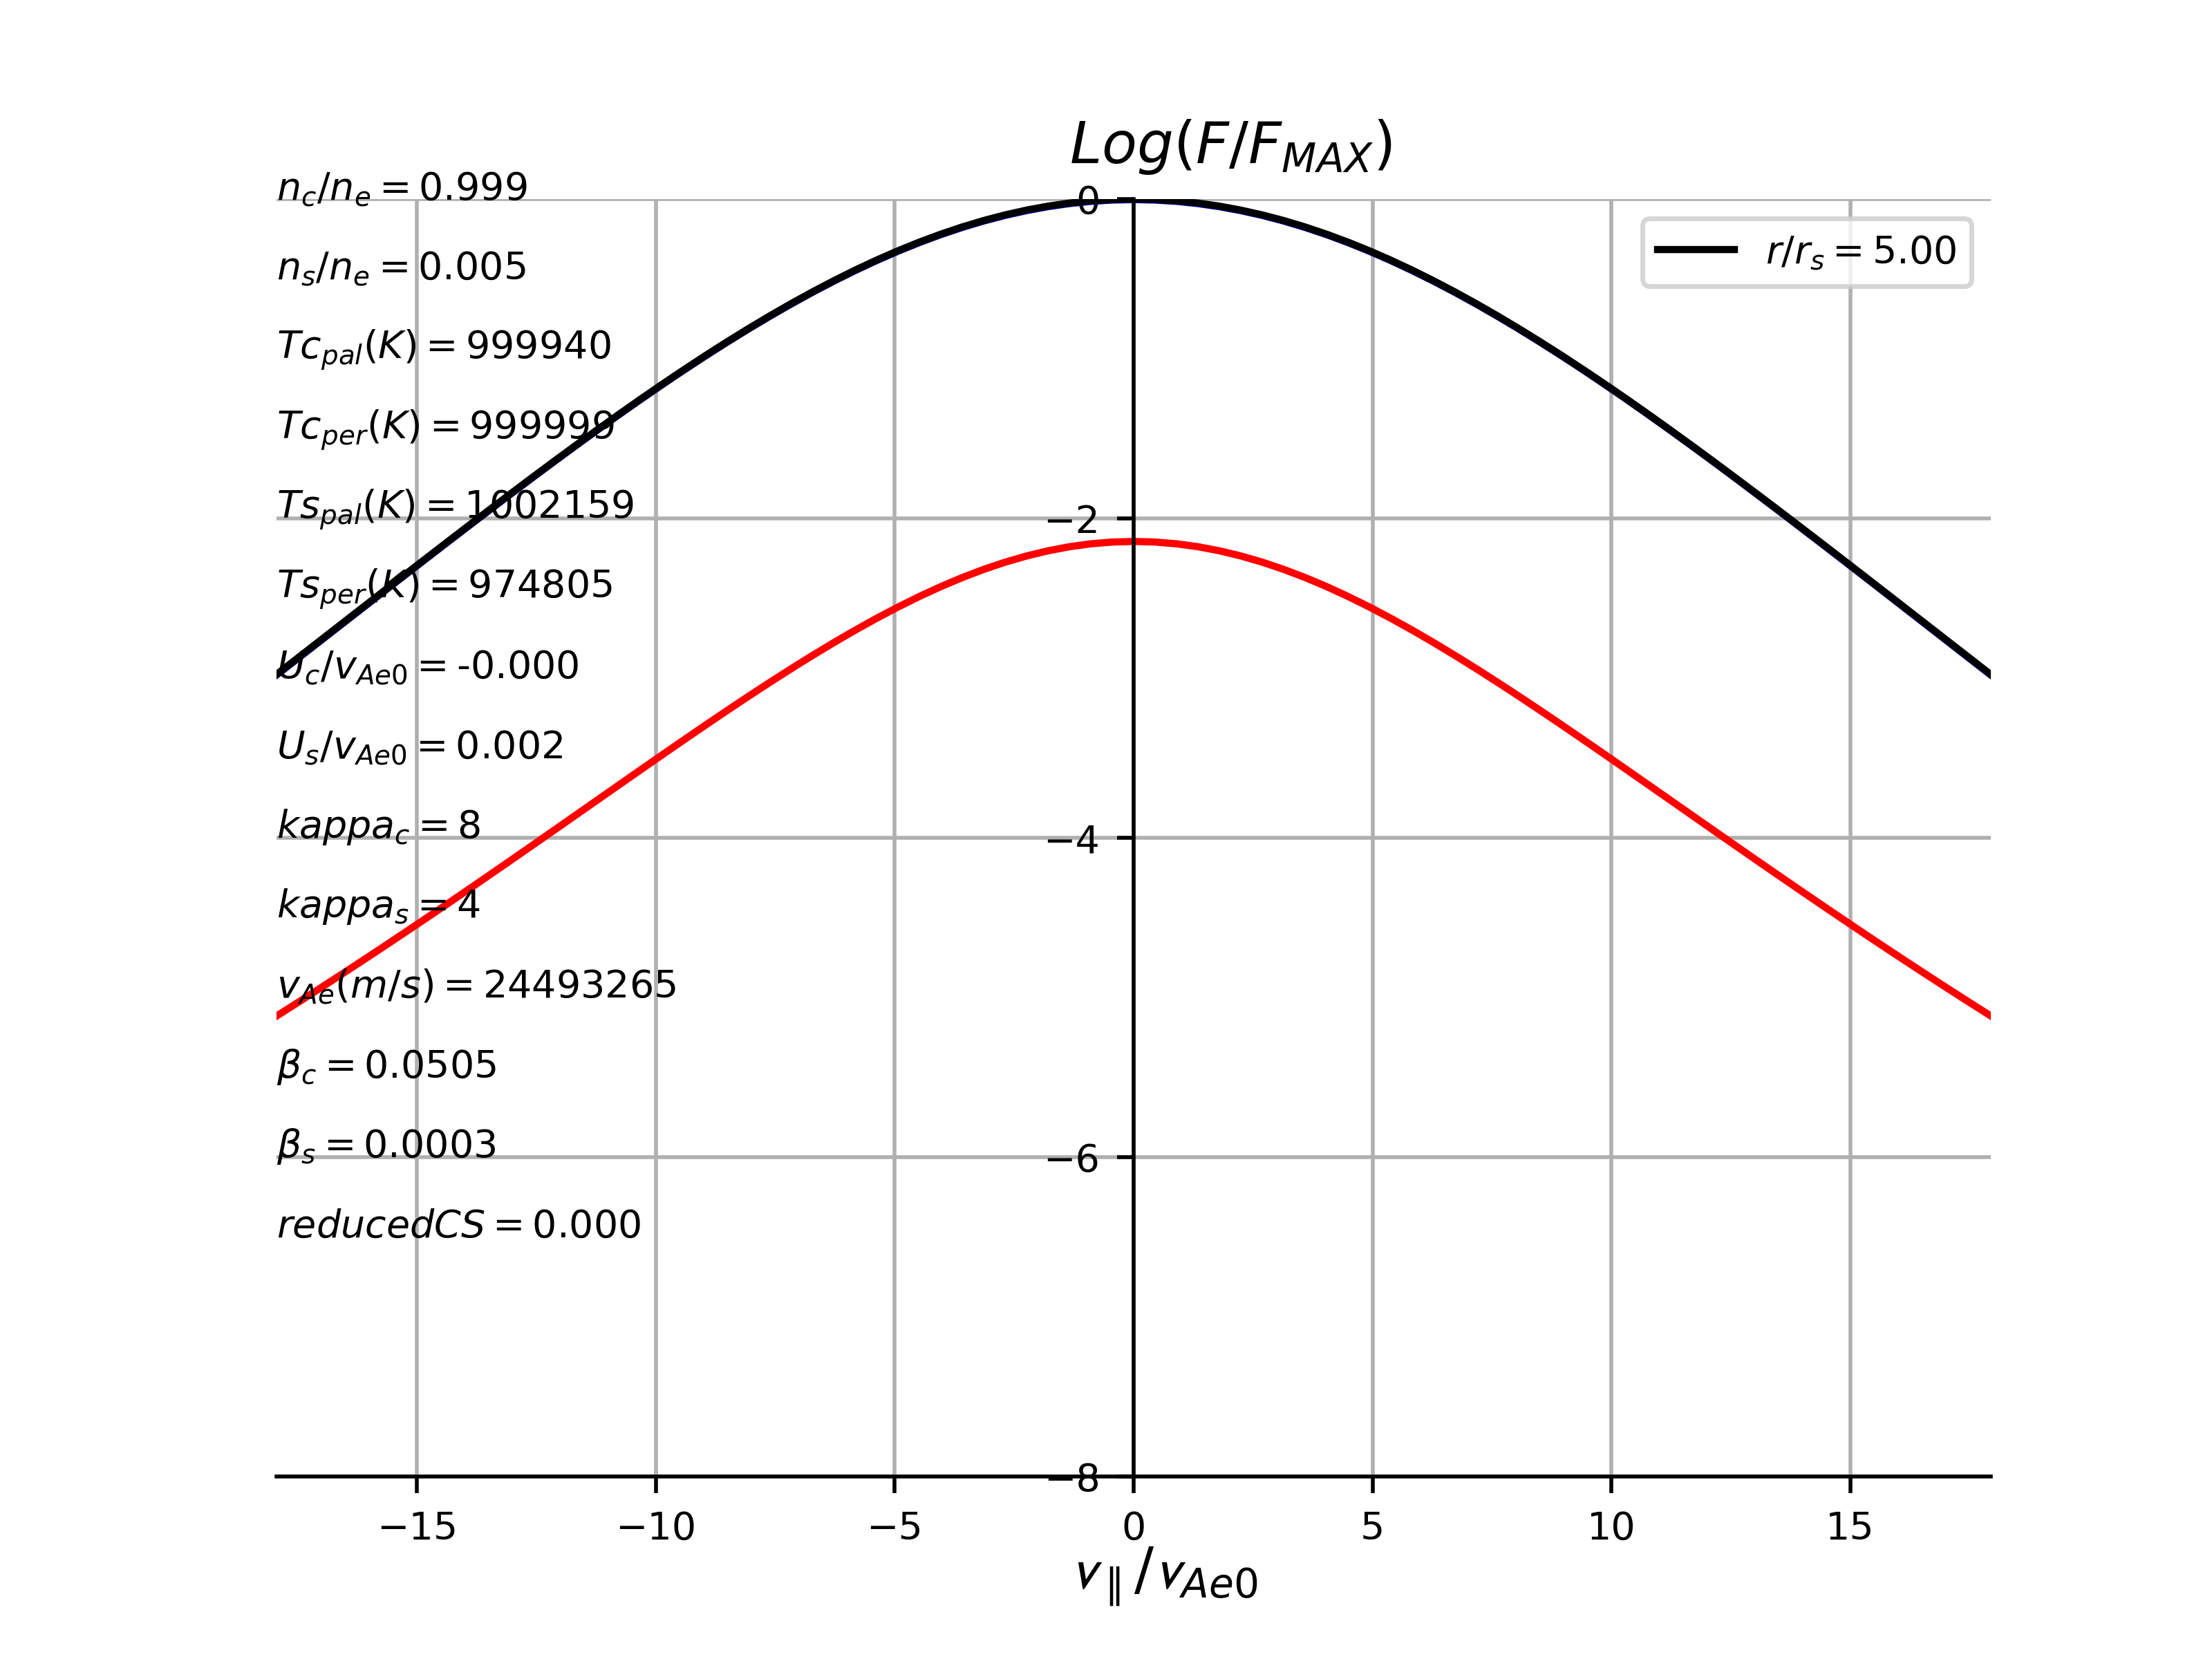 Log(F/F_MAX)
n_c/n_e = 0.999
n_s/n_e = 0.005
Tc_pal(K) = 999940
Tc_per(K) = 999999
Ts_pal(K) = 1002159
Ts_per(K) = 974805
U_c/v_Ae0 = -0.000
U_s/v_Ae0 = 0.002
kappa_c = 8
kappa_s = 4
v_Ae(m/s) = 24493265
β_c = 0.0505
β_s = 0.0003
reducedCS = 0.000
r/r_s = 5.00
0
−2
−4
−6
−8
−15 −10 −5 0 5 10 15
v_∥/v_Ae0